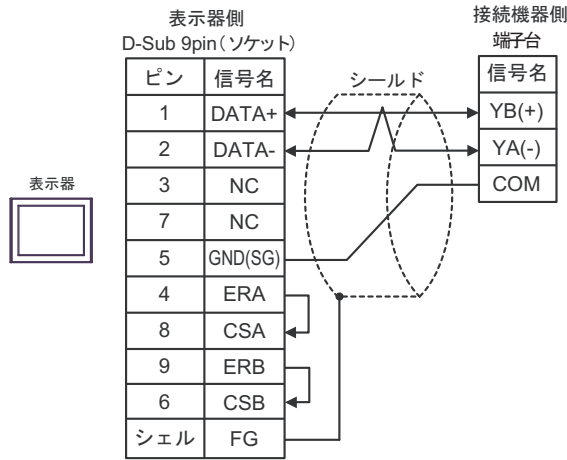 表示器側
D-Sub 9pin（ソケット）
接続機器側
端子台
ピン 信号名
シールド
信号名
1 DATA+
YB(+)
2 DATA-
YA(-)
3 NC
COM
表示器
7 NC
5 GND(SG)
4 ERA
8 CSA
9 ERB
6 CSB
シェル FG